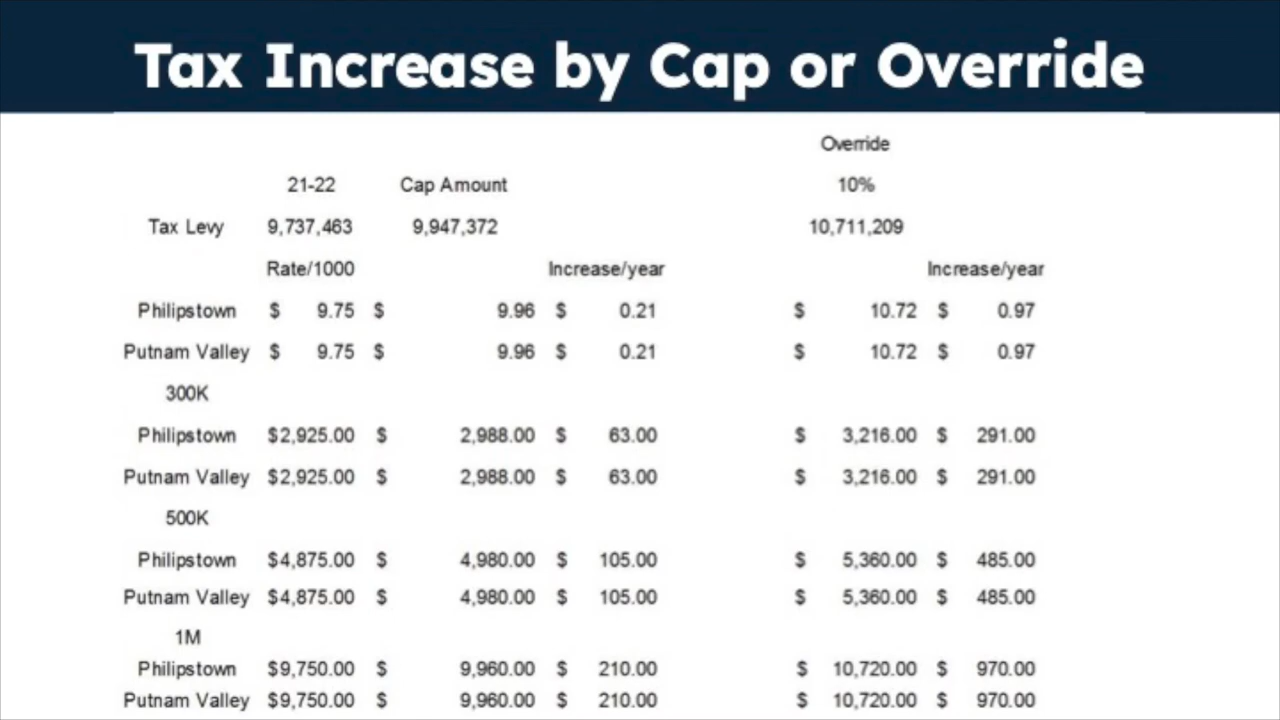 Tax Increase by Cap or Override
Override
21-22 Cap Amount 10%
Tax Levy 9,737,463 9,947,372 10,711,209
Rate/1000 Increase/year Increase/year
Philipstown $ 9.75 $ 9.96 $ 0.21 $ 10.72 $ 0.97
Putnam Valley $ 9.75 $ 9.96 $ 0.21 $ 10.72 $ 0.97
300K
Philipstown $2,925.00 $ 2,988.00 $ 63.00 $ 3,216.00 $ 291.00
Putnam Valley $2,925.00 $ 2,988.00 $ 63.00 $ 3,216.00 $ 291.00
500K
Philipstown $4,875.00 $ 4,980.00 $ 105.00 $ 5,360.00 $ 485.00
Putnam Valley $4,875.00 $ 4,980.00 $ 105.00 $ 5,360.00 $ 485.00
1M
Philipstown $9,750.00 $ 9,960.00 $ 210.00 $ 10,720.00 $ 970.00
Putnam Valley $9,750.00 $ 9,960.00 $ 210.00 $ 10,720.00 $ 970.00